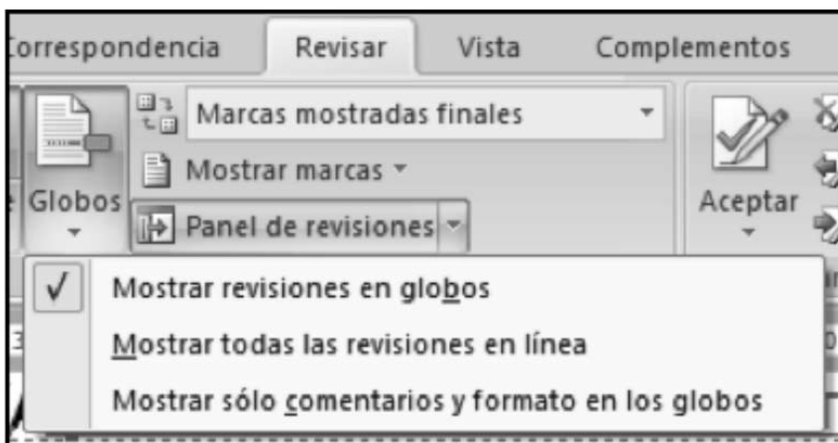 Correspondencia Revisar Vista Complementos
Marcas mostradas finales
Mostrar marcas
Globos Panel de revisiones Aceptar
Mostrar revisiones en globos
Mostrar todas las revisiones en línea
Mostrar sólo comentarios y formato en los globos